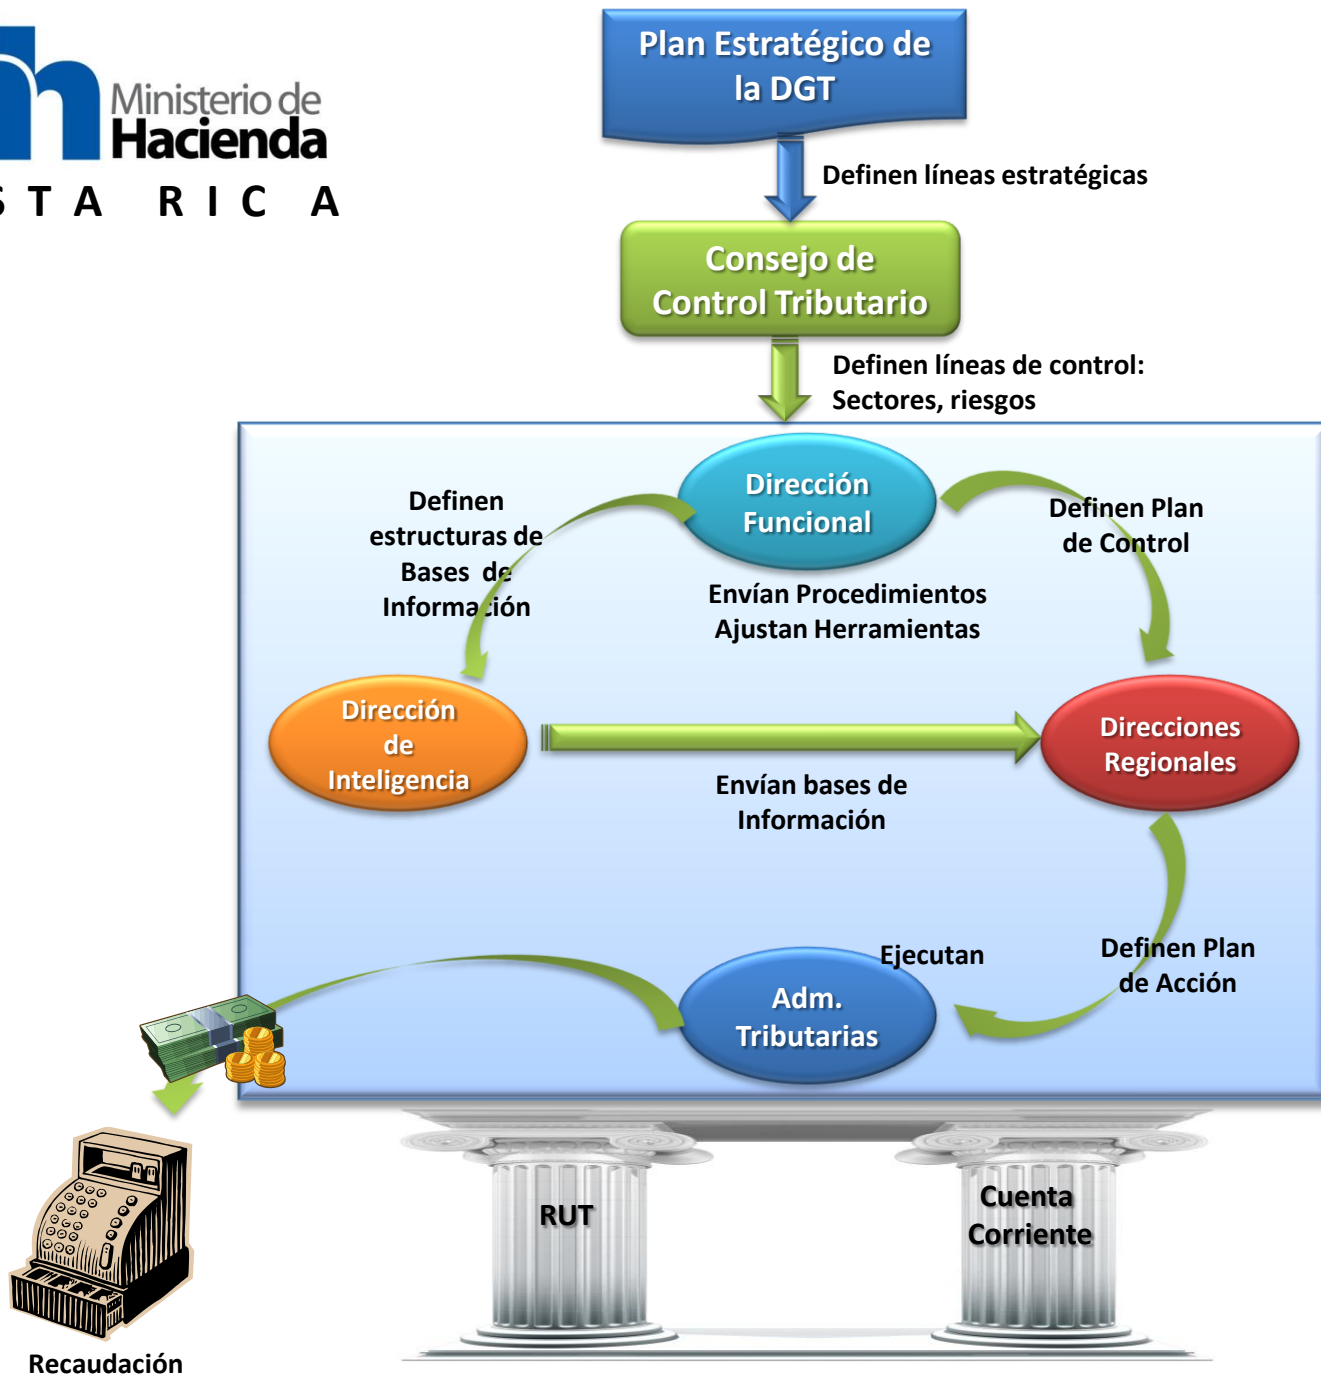 Ministerio de
Hacienda
STA RICA
Plan Estratégico de
la DGT
Definen líneas estratégicas
Consejo de
Control Tributario
Definen líneas de control:
Sectores, riesgos
Dirección
Funcional
Definen
estructuras de
Bases de
Información
Definen Plan
de Control
Envían Procedimientos
Ajustan Herramientas
Dirección
de
Inteligencia
Direcciones
Regionales
Envían bases de
Información
Ejecutan
Definen Plan
de Acción
Adm.
Tributarias
RUT
Cuenta
Corriente
Recaudación